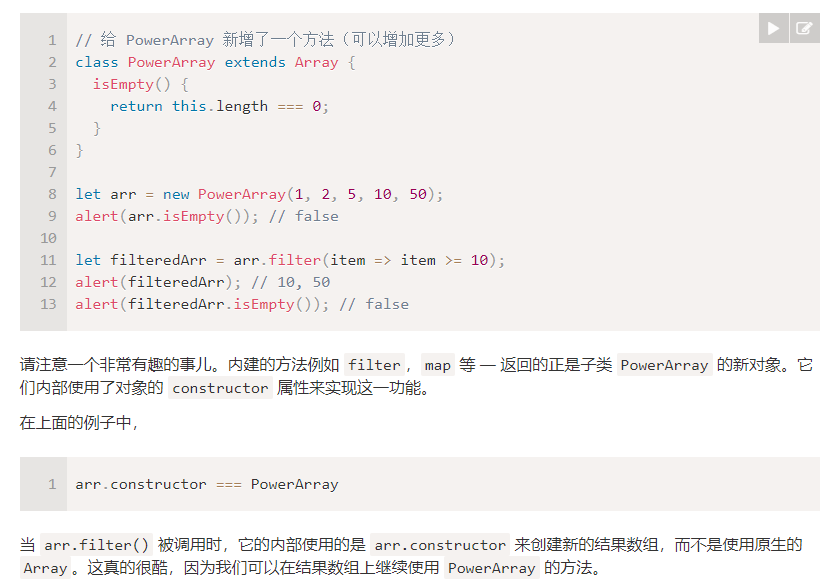 1 // 给 PowerArray 新增了一个方法（可以增加更多）
2 class PowerArray extends Array {
3   isEmpty() {
4     return this.length === 0;
5   }
6 }
7
8 let arr = new PowerArray(1, 2, 5, 10, 50);
9 alert(arr.isEmpty()); // false
10
11 let filteredArr = arr.filter(item => item >= 10);
12 alert(filteredArr); // 10, 50
13 alert(filteredArr.isEmpty()); // false
请注意一个非常有趣的事儿。内建的方法例如 filter，map 等 — 返回的正是子类 PowerArray 的新对象。它
们内部使用了对象的 constructor 属性来实现这一功能。
在上面的例子中，
1 arr.constructor === PowerArray
当 arr.filter() 被调用时，它的内部使用的是 arr.constructor 来创建新的结果数组，而不是使用原生的
Array。这真的很酷，因为我们可以在结果数组上继续使用 PowerArray 的方法。